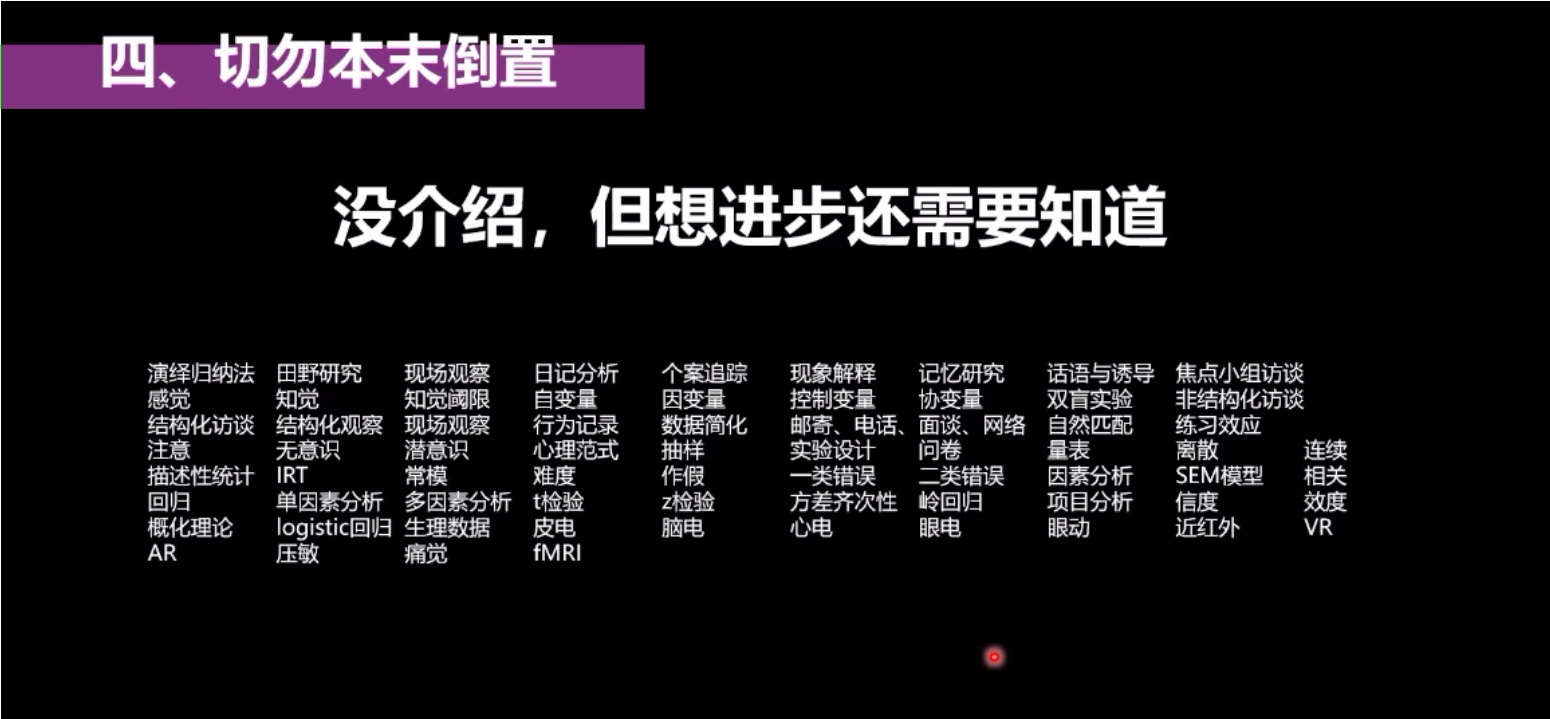 四、切勿本末倒置
没介绍，但想进步还需要知道
演绎归纳法 田野研究 现场观察 日记分析 个案追踪 现象解释 记忆研究 话语与诱导 焦点小组访谈
感觉 知觉 知觉阈限 自变量 因变量 控制变量 协变量 双盲实验 非结构化访谈
结构化访谈 结构化观察 现场观察 行为记录 数据简化 邮寄、电话、面谈、网络 自然匹配 练习效应
注意 无意识 潜意识 心理范式 抽样 实验设计 问卷 量表 离散 连续
描述性统计 IRT 常模 难度 作假 一类错误 二类错误 因素分析 SEM模型 相关
回归 单因素分析 多因素分析 t检验 z检验 方差齐次性 岭回归 项目分析 信度 效度
概化理论 logistic回归 生理数据 皮电 脑电 心电 眼电 眼动 近红外 VR
AR 压敏 痛觉 fMRI